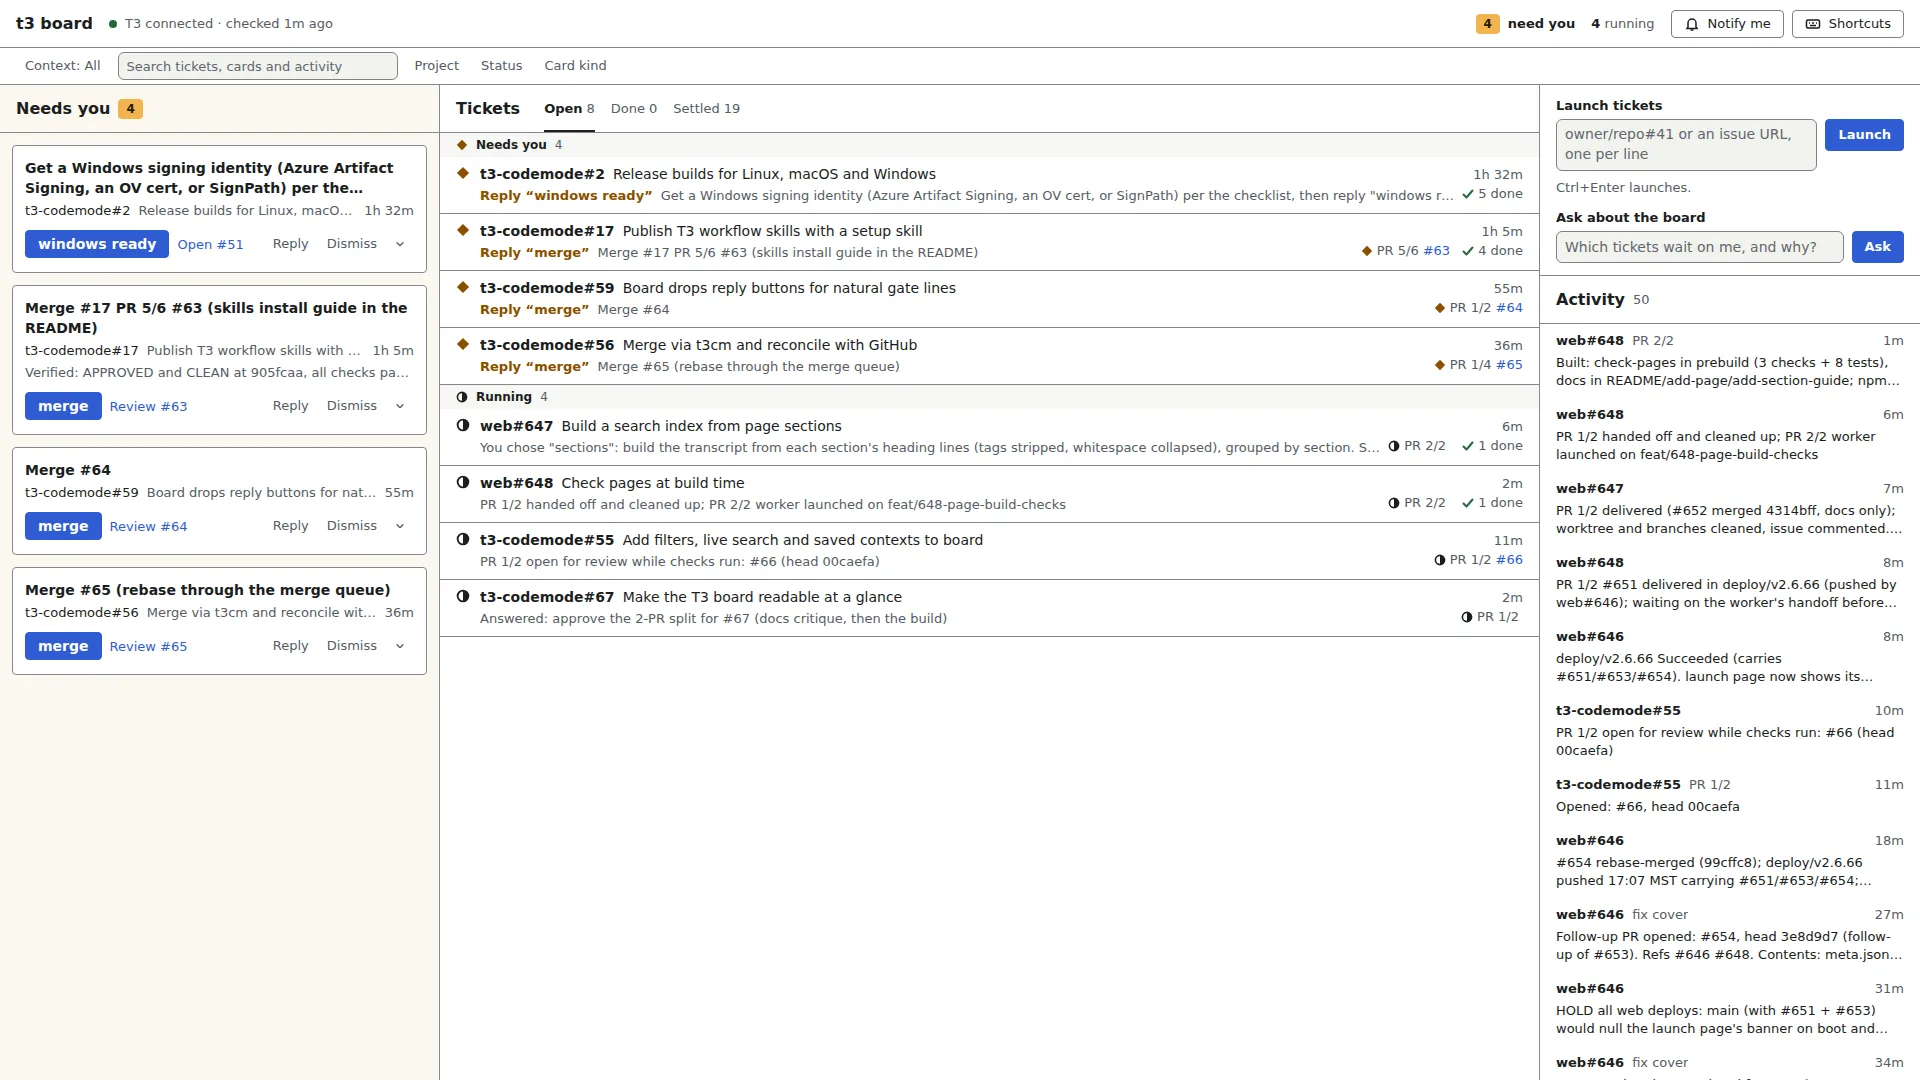 t3 board
T3 connected · checked 1m ago
4 need you
4 running
Notify me
Shortcuts
Context: All
Search tickets, cards and activity
Project
Status
Card kind
Needs you 4
Get a Windows signing identity (Azure Artifact
Signing, an OV cert, or SignPath) per the…
t3-codemode#2 Release builds for Linux, macO… 1h 32m
windows ready Open #51 Reply Dismiss
Merge #17 PR 5/6 #63 (skills install guide in the
README)
t3-codemode#17 Publish T3 workflow skills with … 1h 5m
Verified: APPROVED and CLEAN at 905fcaa, all checks pa…
merge Review #63 Reply Dismiss
Merge #64
t3-codemode#59 Board drops reply buttons for nat… 55m
merge Review #64 Reply Dismiss
Merge #65 (rebase through the merge queue)
t3-codemode#56 Merge via t3cm and reconcile wit… 36m
merge Review #65 Reply Dismiss
Tickets
Open 8
Done 0
Settled 19
Needs you 4
t3-codemode#2 Release builds for Linux, macOS and Windows 1h 32m
Reply “windows ready” Get a Windows signing identity (Azure Artifact Signing, an OV cert, or SignPath) per the checklist, then reply "windows r… 5 done
t3-codemode#17 Publish T3 workflow skills with a setup skill 1h 5m
Reply “merge” Merge #17 PR 5/6 #63 (skills install guide in the README) PR 5/6 #63 4 done
t3-codemode#59 Board drops reply buttons for natural gate lines 55m
Reply “merge” Merge #64 PR 1/2 #64
t3-codemode#56 Merge via t3cm and reconcile with GitHub 36m
Reply “merge” Merge #65 (rebase through the merge queue) PR 1/4 #65
Running 4
web#647 Build a search index from page sections 6m
You chose "sections": build the transcript from each section's heading lines (tags stripped, whitespace collapsed), grouped by section. S… PR 2/2 1 done
web#648 Check pages at build time 2m
PR 1/2 handed off and cleaned up; PR 2/2 worker launched on feat/648-page-build-checks PR 2/2 1 done
t3-codemode#55 Add filters, live search and saved contexts to board 11m
PR 1/2 open for review while checks run: #66 (head 00caefa) PR 1/2 #66
t3-codemode#67 Make the T3 board readable at a glance 2m
Answered: approve the 2-PR split for #67 (docs critique, then the build) PR 1/2
Launch tickets
owner/repo#41 or an issue URL,
one per line
Launch
Ctrl+Enter launches.
Ask about the board
Which tickets wait on me, and why?
Ask
Activity 50
web#648 PR 2/2 1m
Built: check-pages in prebuild (3 checks + 8 tests),
docs in README/add-page/add-section-guide; npm…
web#648 6m
PR 1/2 handed off and cleaned up; PR 2/2 worker
launched on feat/648-page-build-checks
web#647 7m
PR 1/2 delivered (#652 merged 4314bff, docs only);
worktree and branches cleaned, issue commented.…
web#648 8m
PR 1/2 #651 delivered in deploy/v2.6.66 (pushed by
web#646); waiting on the worker's handoff before…
web#646 8m
deploy/v2.6.66 Succeeded (carries
#651/#653/#654). launch page now shows its…
t3-codemode#55 10m
PR 1/2 open for review while checks run: #66 (head
00caefa)
t3-codemode#55 PR 1/2 11m
Opened: #66, head 00caefa
web#646 18m
#654 rebase-merged (99cffc8); deploy/v2.6.66
pushed 17:07 MST carrying #651/#653/#654;…
web#646 fix cover 27m
Follow-up PR opened: #654, head 3e8d9d7 (follow-
up of #653). Refs #646 #648. Contents: meta.json…
web#646 31m
HOLD all web deploys: main (with #651 + #653)
would null the launch page's banner on boot and…
web#646 fix cover 34m